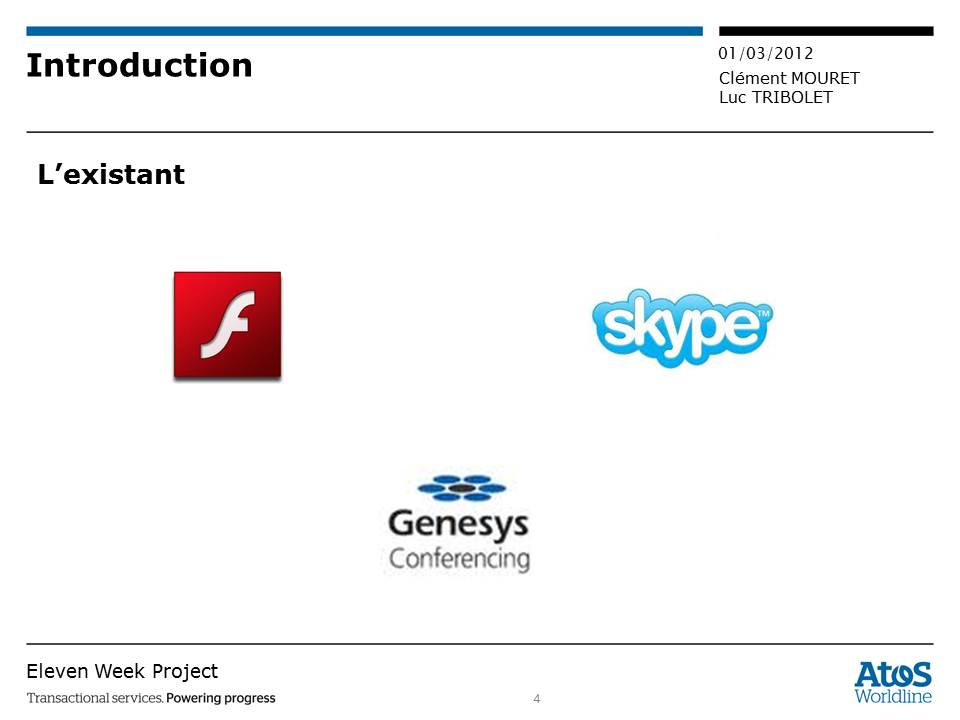 Introduction
01/03/2012
Clément MOURET
Luc TRIBOLET
L’existant
skype™
Genesys
Conferencing
Eleven Week Project
Transactional services. Powering progress
4
AtoS
Worldline